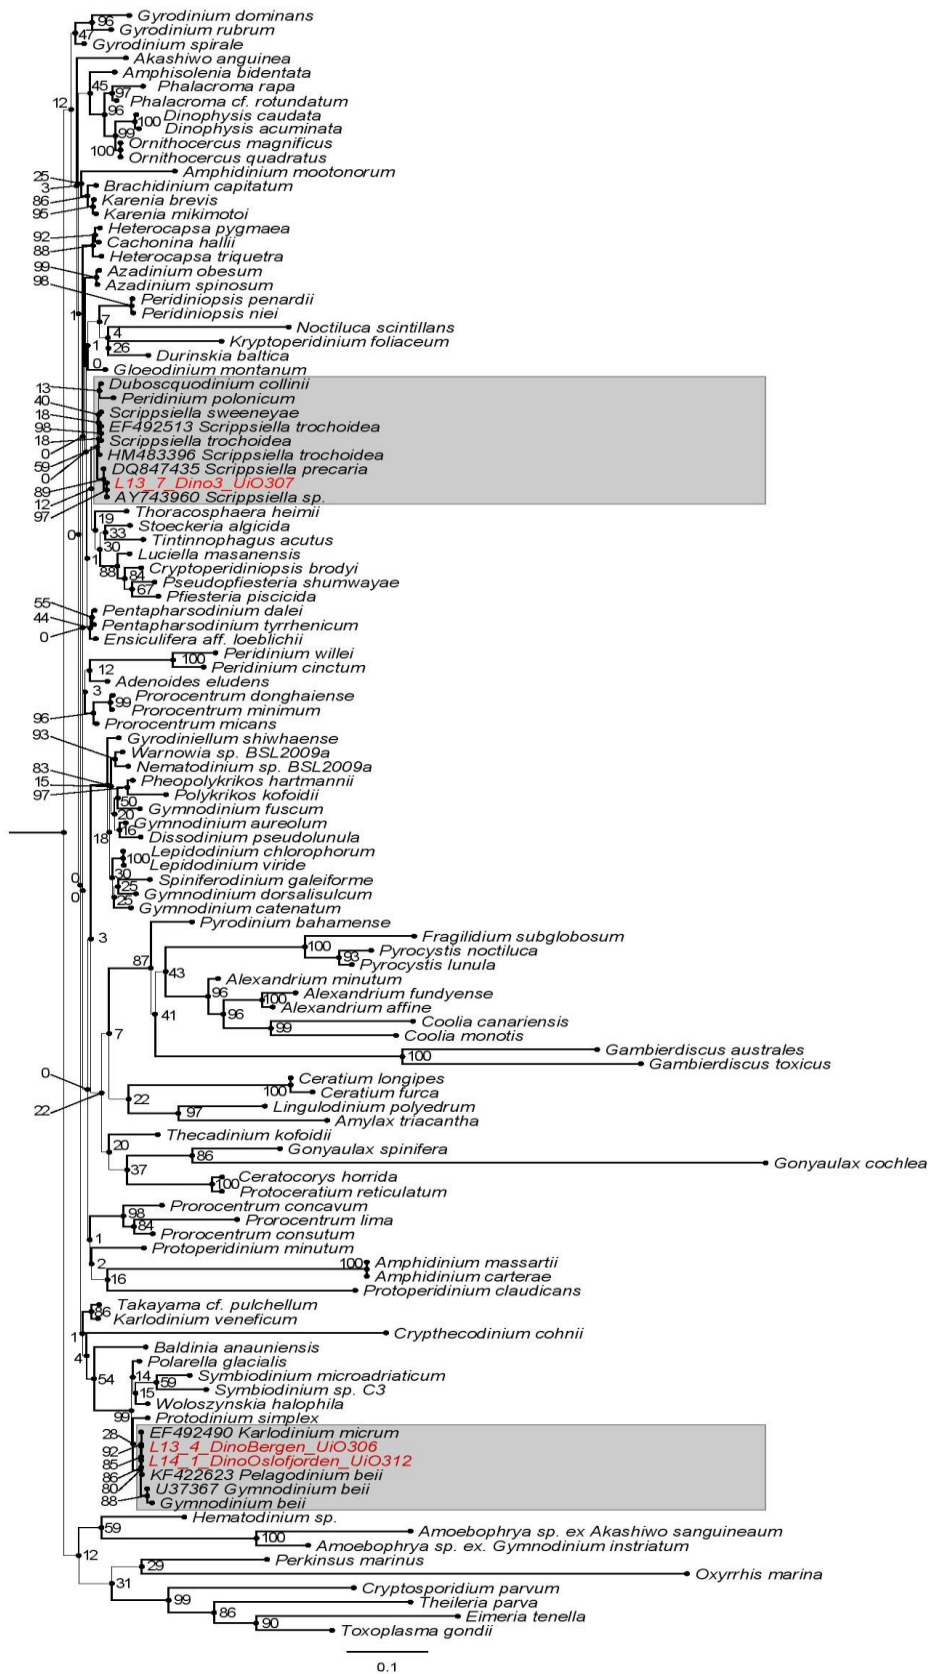 Gyrodinium dominans
96
Gyrodinium rubrum
47
Gyrodinium spirale
Akashiwo anguinea
Amphisolenia bidentata
45
Phalacroma rapa
97
12
Phalacroma cf. rotundatum
96
Dinophysis caudata
100
Dinophysis acuminata
99
Ornithocercus magnificus
100
Ornithocercus quadratus
Amphidinium mootonorum
25
3
Brachidinium capitatum
86
Karenia brevis
95
Karenia mikimotoi
Heterocapsa pygmaea
92
Cachonina hallii
88
Heterocapsa triquetra
99
Azadinium obesum
98
Azadinium spinosum
Peridiniopsis penardii
1
Peridiniopsis niei
7
Noctiluca scintillans
4
Kryptoperidinium foliaceum
1
26
Durinskia baltica
0
Gloeodinium montanum
13
Duboscquodinium collinii
40
Peridinium polonicum
18
Scrippsiella sweeneyae
98
EF492513 Scrippsiella trochoidea
18
Scrippsiella trochoidea
0
HM483396 Scrippsiella trochoidea
59
DQ847435 Scrippsiella precaria
0
L13_7_Dino3_UiO307
89
AY743960 Scrippsiella sp.
12
97
Thoracosphaera heimii
19
Stoeckeria algicida
0
33
Tintinnophagus acutus
30
Luciella masanensis
1
88
Cryptoperidiniopsis brodyi
84
Pseudopfiesteria shumwayae
67
Pfiesteria piscicida
55
Pentapharsodinium dalei
44
Pentapharsodinium tyrrhenicum
0
Ensiculifera aff. loeblichii
Peridinium willei
100
Peridinium cinctum
12
Adenoides eludens
3
Prorocentrum donghaiense
99
Prorocentrum minimum
96
Prorocentrum micans
93
Gyrodiniellum shiwhaense
Warnowia sp. BSL2009a
83
Nematodinium sp. BSL2009a
15
Pheopolykrikos hartmannii
97
Polykrikos kofoidii
50
Gymnodinium fuscum
20
Gymnodinium aureolum
16
18
Dissodinium pseudolunula
Lepidodinium chlorophorum
100
Lepidodinium viride
0
30
Spiniferodinium galeiforme
25
0
Gymnodinium dorsalisulcum
25
Gymnodinium catenatum
Pyrodinium bahamense
3
Fragilidium subglobosum
100
Pyrocystis noctiluca
93
87
Pyrocystis lunula
43
Alexandrium minutum
96
Alexandrium fundyense
100
Alexandrium affine
96
41
Coolia canariensis
99
Coolia monotis
7
Gambierdiscus australes
100
Gambierdiscus toxicus
0
Ceratium longipes
100
Ceratium furca
22
22
Lingulodinium polyedrum
97
Amylax triacantha
Thecadinium kofoidii
20
Gonyaulax spinifera
86
Gonyaulax cochlea
37
Ceratocorys horrida
100
Protoceratium reticulatum
Prorocentrum concavum
98
Prorocentrum lima
84
Prorocentrum consutum
1
Protoperidinium minutum
2
Amphidinium massartii
100
Amphidinium carterae
16
Protoperidinium claudicans
Takayama cf. pulchellum
86
Karlodinium veneficum
1
Crypthecodinium cohnii
4
Baldinia anauniensis
Polarella glacialis
14
Symbiodinium microadriaticum
54
59
15
Symbiodinium sp. C3
Woloszynskia halophila
99
Protodinium simplex
28
EF492490 Karlodinium micrum
92
L13_4_DinoBergen_UiO306
85
L14_1_DinoOslofjorden_UiO312
86
KF422623 Pelagodinium beii
80
U37367 Gymnodinium beii
88
Gymnodinium beii
Hematodinium sp.
59
Amoebophrya sp. ex Akashiwo sanguineaum
100
Amoebophrya sp. ex. Gymnodinium instriatum
12
Perkinsus marinus
29
Oxyrrhis marina
31
Cryptosporidium parvum
99
Theileria parva
86
Eimeria tenella
90
Toxoplasma gondii
0.1